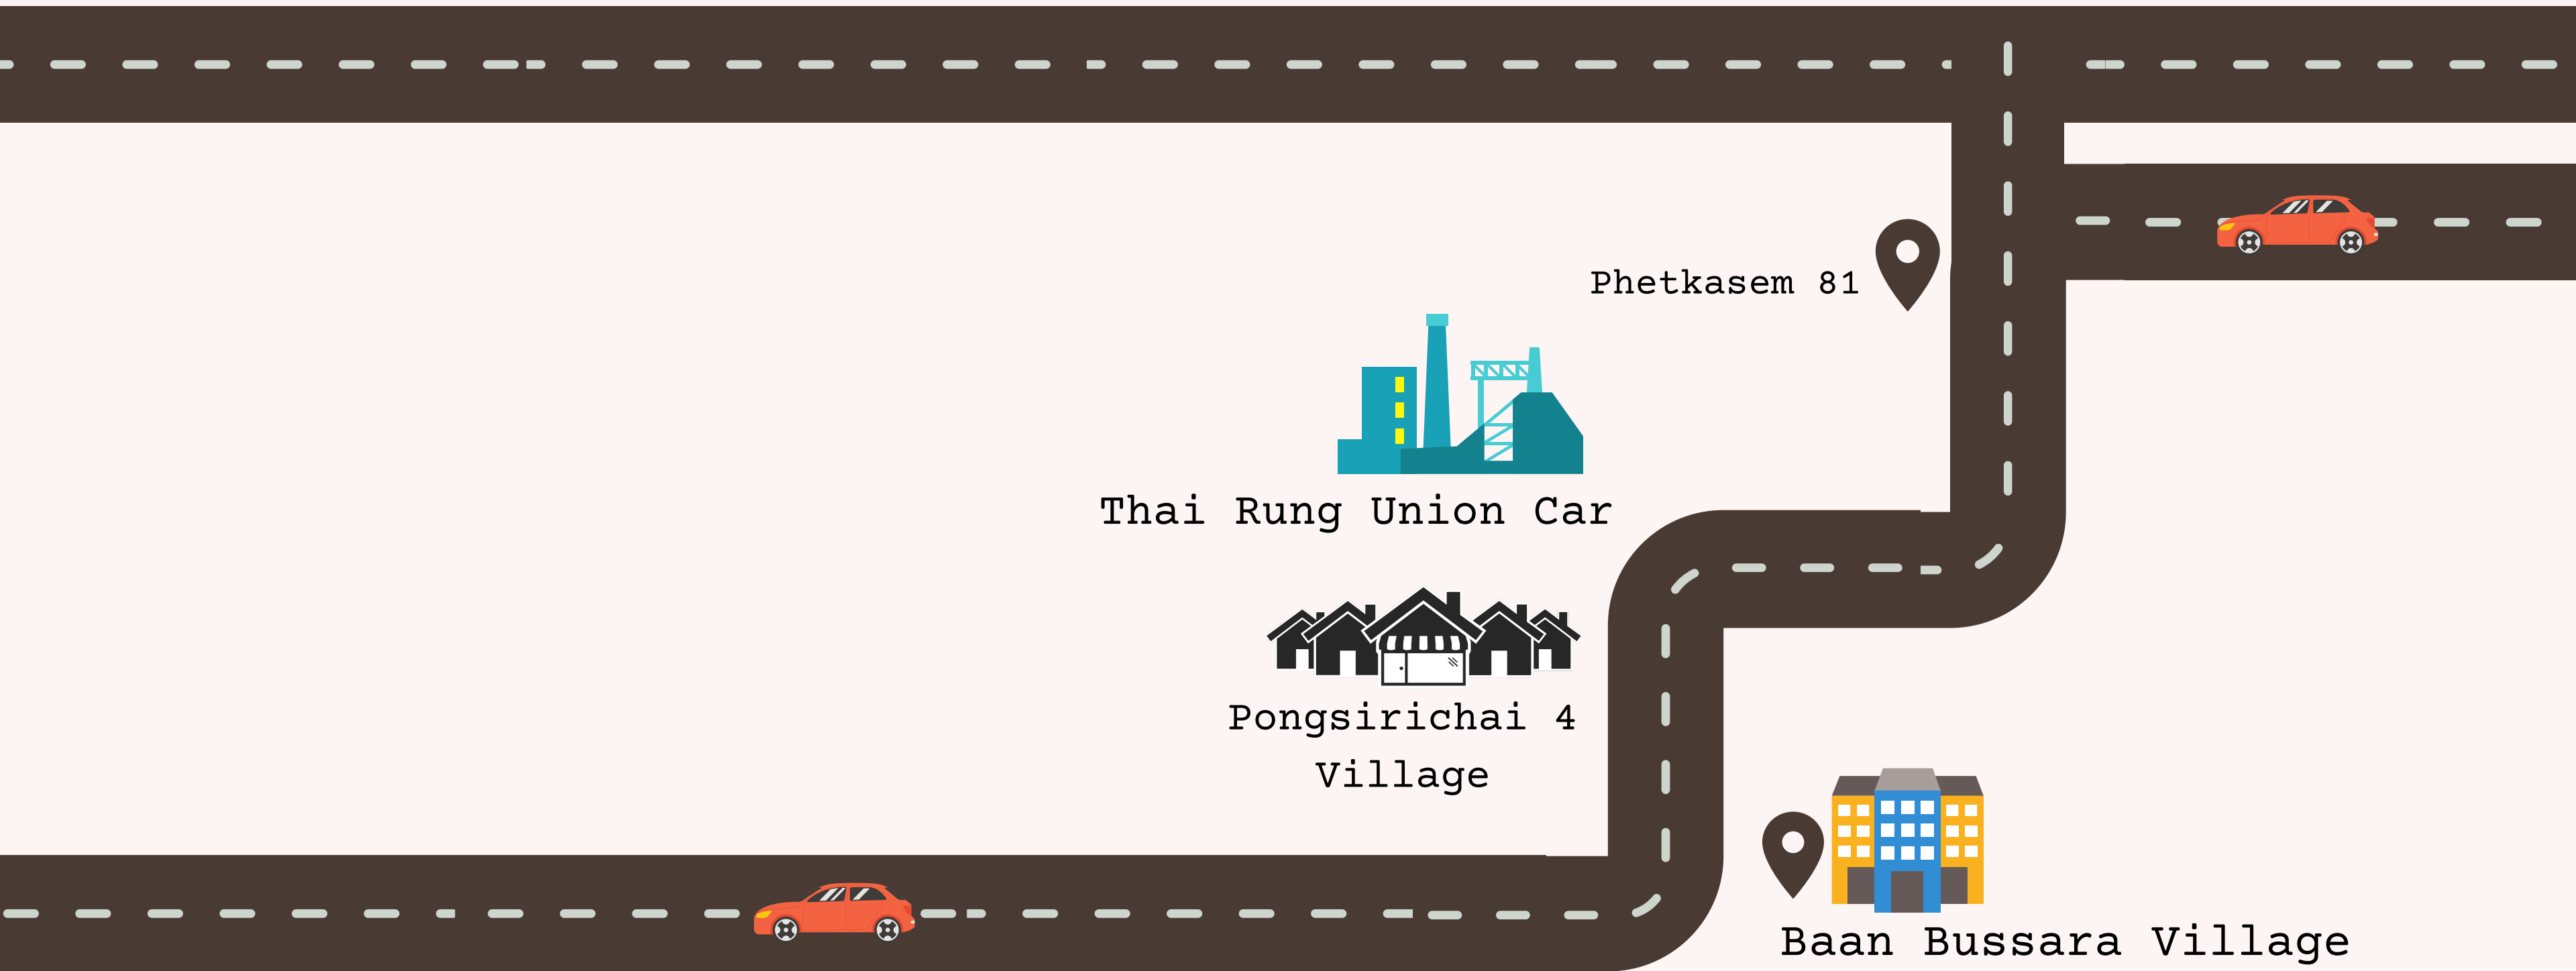 Phetkasem 81
Thai Rung Union Car
Pongsirichai 4
Village
Baan Bussara Village